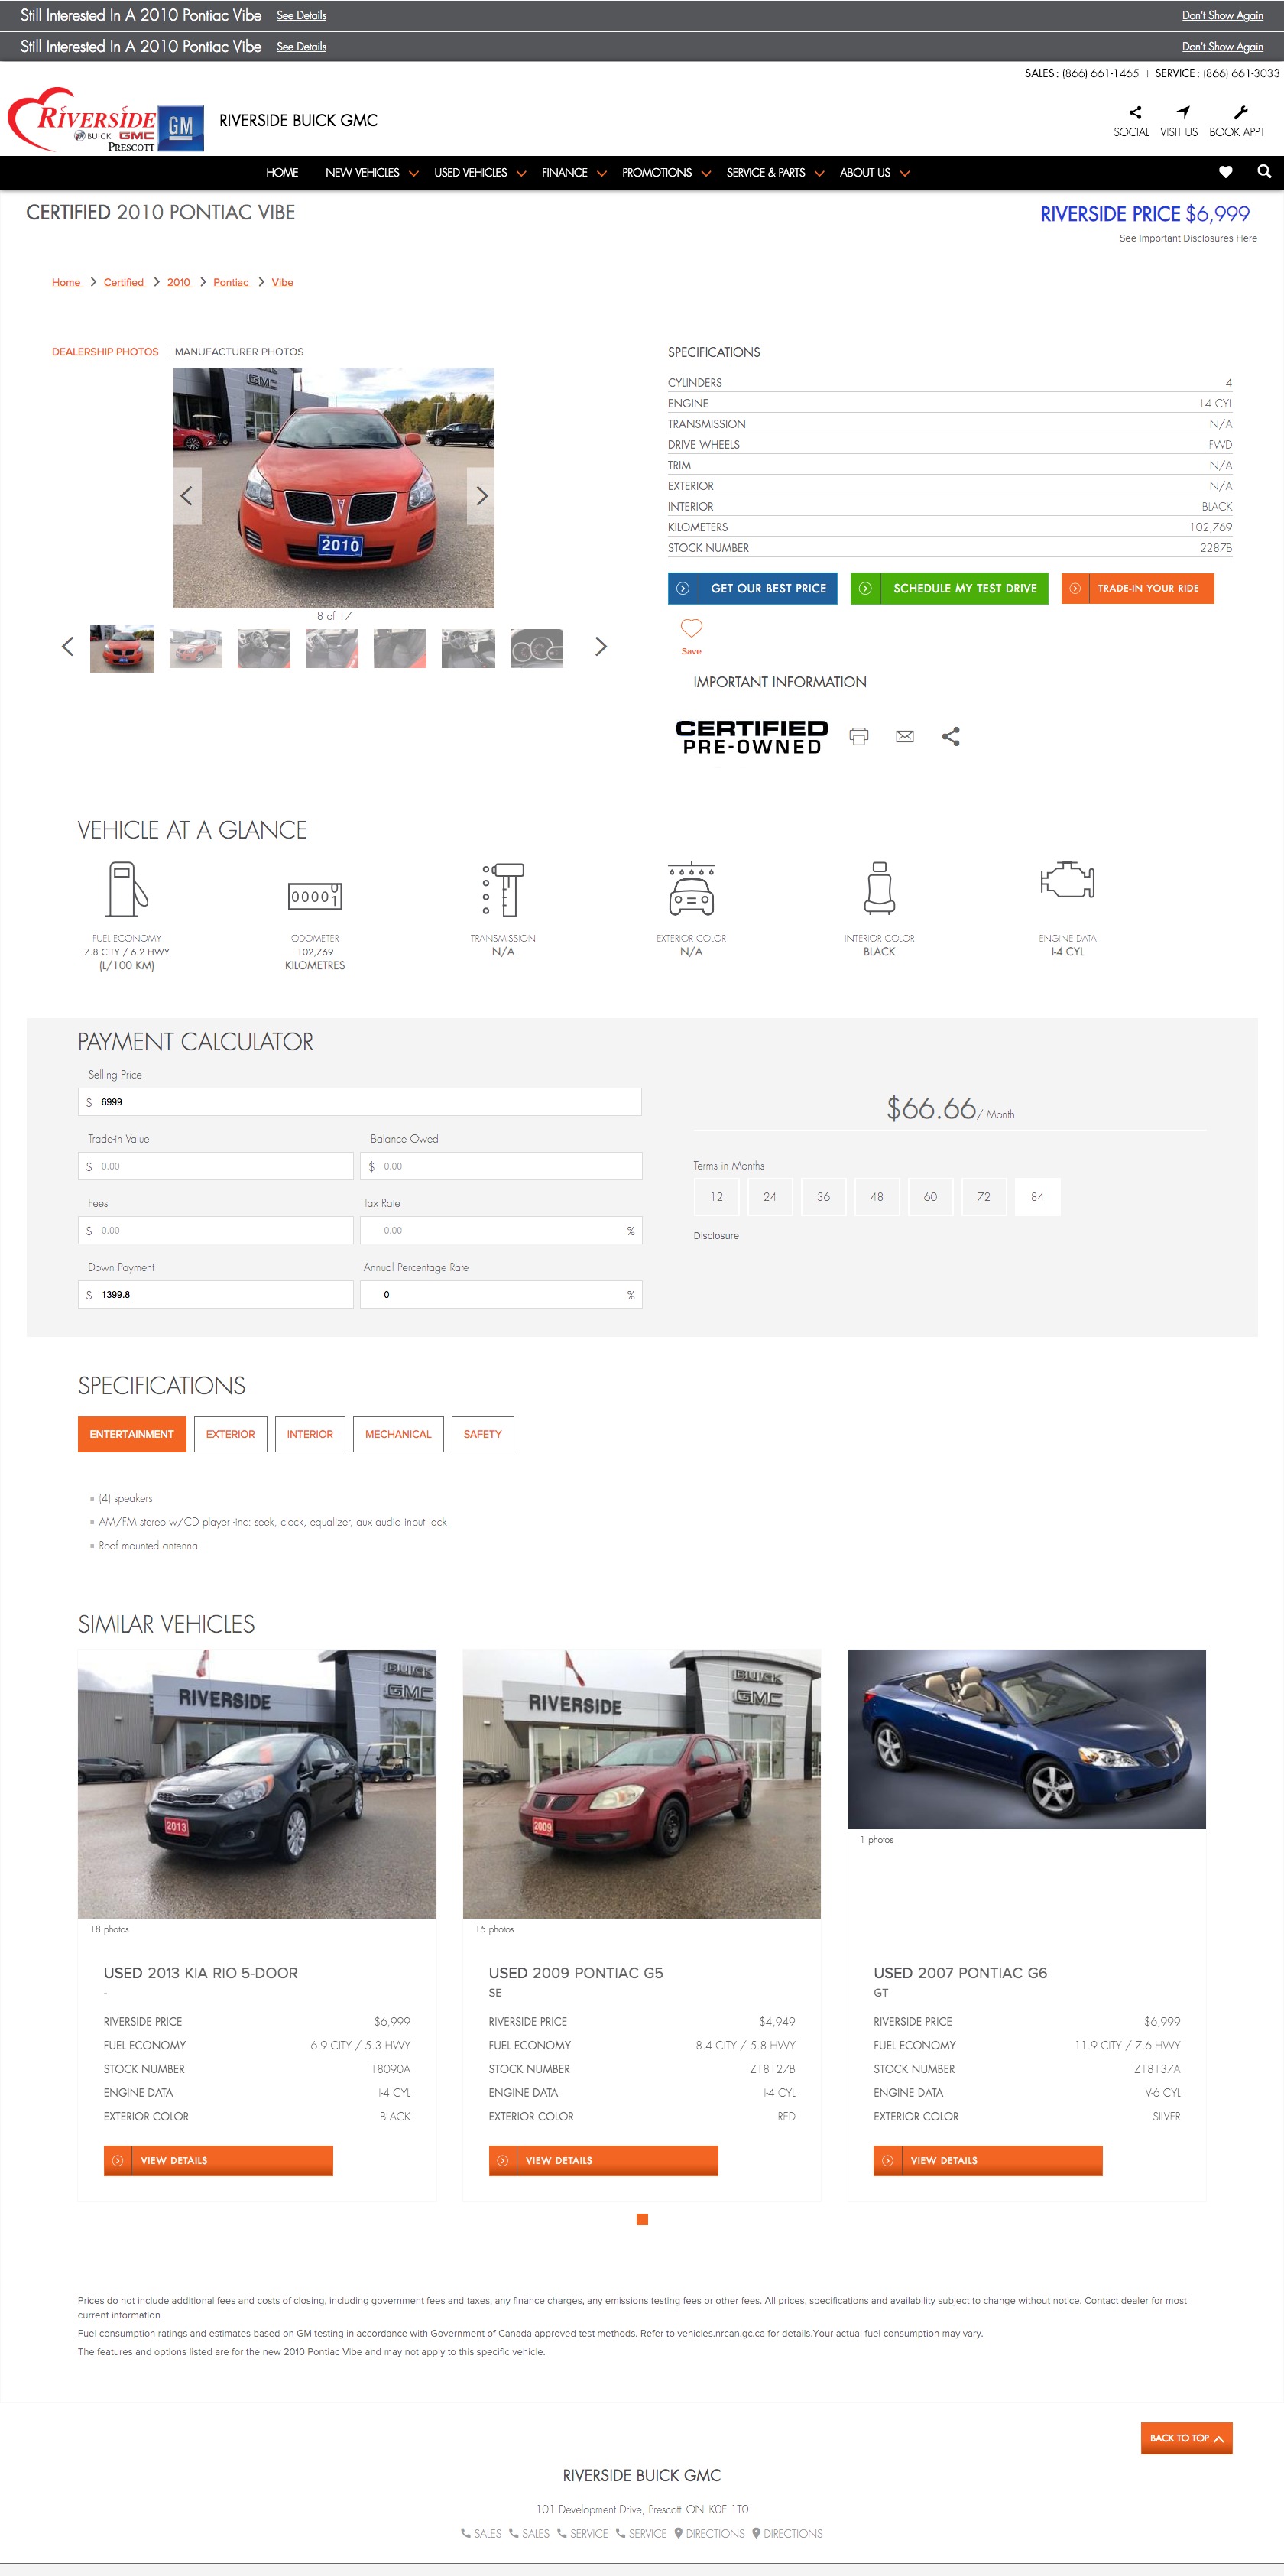 Still Interested In A 2010 Pontiac Vibe See Details Don't Show Again
Still Interested In A 2010 Pontiac Vibe See Details Don't Show Again
SALES: (866) 661-1465 | SERVICE: (866) 661-3033
RIVERSIDE
BUICK GMC
PRESCOTT
GM
RIVERSIDE BUICK GMC
SOCIAL VISIT US BOOK APPT
HOME NEW VEHICLES USED VEHICLES FINANCE PROMOTIONS SERVICE & PARTS ABOUT US
CERTIFIED 2010 PONTIAC VIBE
RIVERSIDE PRICE $6,999
See Important Disclosures Here
Home > Certified > 2010 > Pontiac > Vibe
DEALERSHIP PHOTOS | MANUFACTURER PHOTOS
GMC
2010
8 of 17
SPECIFICATIONS
CYLINDERS 4
ENGINE I-4 CYL
TRANSMISSION N/A
DRIVE WHEELS FWD
TRIM N/A
EXTERIOR N/A
INTERIOR BLACK
KILOMETERS 102,769
STOCK NUMBER 2287B
GET OUR BEST PRICE SCHEDULE MY TEST DRIVE TRADE-IN YOUR RIDE
Save
IMPORTANT INFORMATION
CERTIFIED
PRE-OWNED
VEHICLE AT A GLANCE
00001
FUEL ECONOMY
7.8 CITY / 6.2 HWY
(L/100 KM)
ODOMETER
102,769
KILOMETRES
TRANSMISSION
N/A
EXTERIOR COLOR
N/A
INTERIOR COLOR
BLACK
ENGINE DATA
I-4 CYL
PAYMENT CALCULATOR
Selling Price
$ 6999
Trade-in Value Balance Owed
$ 0.00 $ 0.00
Fees Tax Rate
$ 0.00 0.00 %
Down Payment Annual Percentage Rate
$ 1399.8 0 %
$66.66 / Month
Terms in Months
12 24 36 48 60 72 84
Disclosure
SPECIFICATIONS
ENTERTAINMENT EXTERIOR INTERIOR MECHANICAL SAFETY
(4) speakers
AM/FM stereo w/CD player -inc: seek, clock, equalizer, aux audio input jack
Roof mounted antenna
SIMILAR VEHICLES
RIVERSIDE
BUICK
GMC
2013
18 photos
USED 2013 KIA RIO 5-DOOR
-
RIVERSIDE PRICE $6,999
FUEL ECONOMY 6.9 CITY / 5.3 HWY
STOCK NUMBER 18090A
ENGINE DATA I-4 CYL
EXTERIOR COLOR BLACK
VIEW DETAILS
RIVERSIDE
BUICK
GMC
2009
15 photos
USED 2009 PONTIAC G5
SE
RIVERSIDE PRICE $4,949
FUEL ECONOMY 8.4 CITY / 5.8 HWY
STOCK NUMBER Z18127B
ENGINE DATA I-4 CYL
EXTERIOR COLOR RED
VIEW DETAILS
1 photos
USED 2007 PONTIAC G6
GT
RIVERSIDE PRICE $6,999
FUEL ECONOMY 11.9 CITY / 7.6 HWY
STOCK NUMBER Z18137A
ENGINE DATA V-6 CYL
EXTERIOR COLOR SILVER
VIEW DETAILS
Prices do not include additional fees and costs of closing, including government fees and taxes, any finance charges, any emissions testing fees or other fees. All prices, specifications and availability subject to change without notice. Contact dealer for most
current information
Fuel consumption ratings and estimates based on GM testing in accordance with Government of Canada approved test methods. Refer to vehicles.nrcan.gc.ca for details.Your actual fuel consumption may vary.
The features and options listed are for the new 2010 Pontiac Vibe and may not apply to this specific vehicle.
BACK TO TOP
RIVERSIDE BUICK GMC
101 Development Drive, Prescott ON K0E 1T0
SALES SALES SERVICE SERVICE DIRECTIONS DIRECTIONS